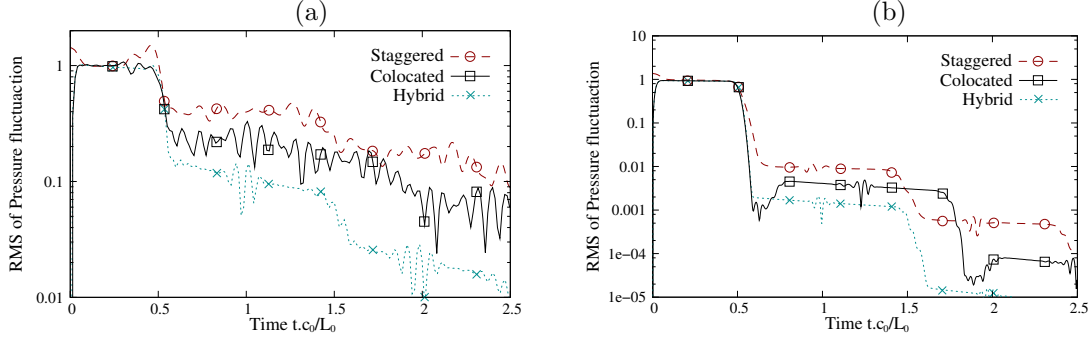 (a)
RMS of Pressure fluctuaction
1
0.1
0.01
0
0.5
1
1.5
2
2.5
Time t.c₀/L₀
Staggered
Colocated
Hybrid
(b)
RMS of Pressure fluctuaction
10
1
0.1
0.01
0.001
1e-04
1e-05
0
0.5
1
1.5
2
2.5
Time t.c₀/L₀
Staggered
Colocated
Hybrid